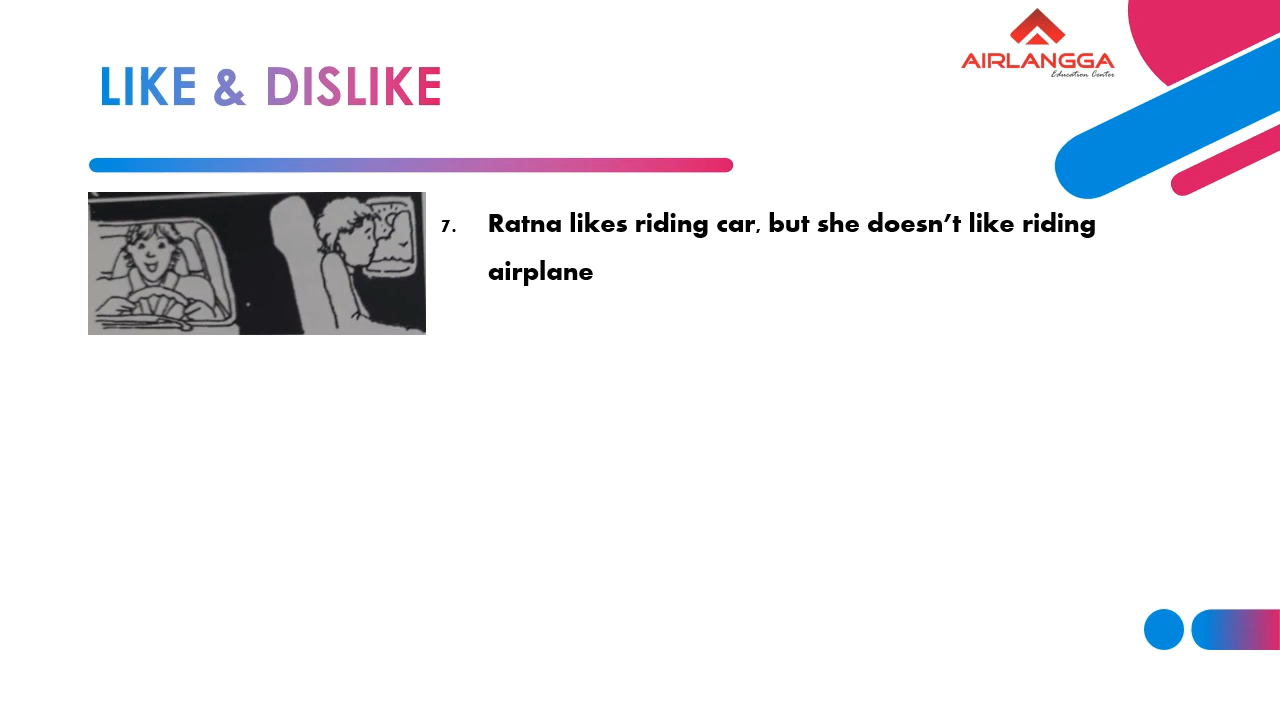 AIRLANGGA
Education Center
LIKE & DISLIKE
7. Ratna likes riding car, but she doesn’t like riding
airplane